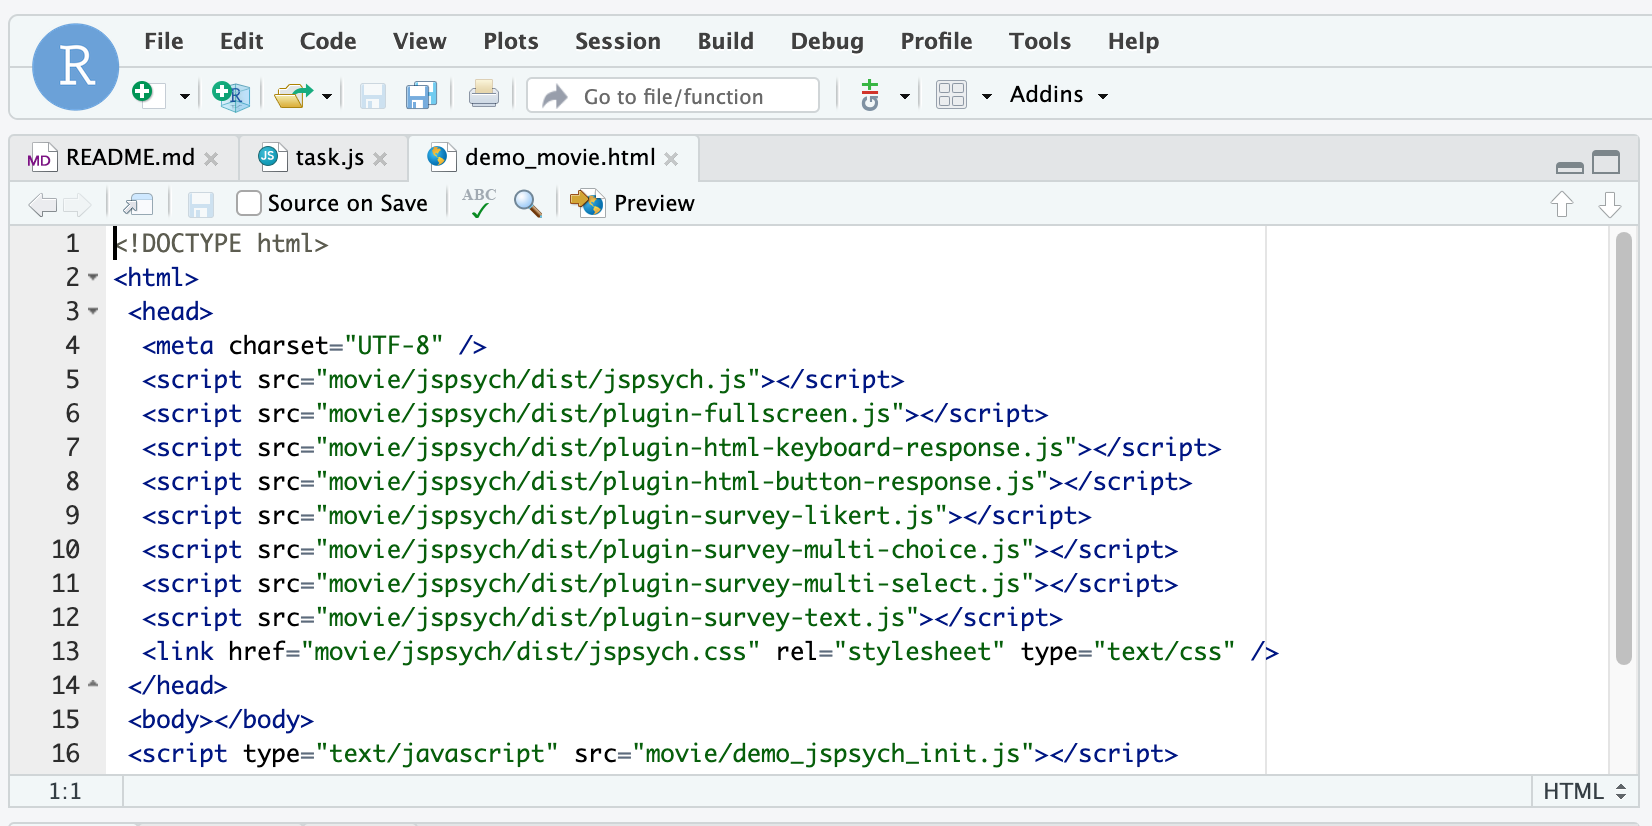 R File Edit Code View Plots Session Build Debug Profile Tools Help
R Go to file/function G Addins
MD README.md JS task.js demo_movie.html
Source on Save ABC Preview
1 <!DOCTYPE html>
2 <html>
3 <head>
4 <meta charset="UTF-8" />
5 <script src="movie/jspsych/dist/jspsych.js"></script>
6 <script src="movie/jspsych/dist/plugin-fullscreen.js"></script>
7 <script src="movie/jspsych/dist/plugin-html-keyboard-response.js"></script>
8 <script src="movie/jspsych/dist/plugin-html-button-response.js"></script>
9 <script src="movie/jspsych/dist/plugin-survey-likert.js"></script>
10 <script src="movie/jspsych/dist/plugin-survey-multi-choice.js"></script>
11 <script src="movie/jspsych/dist/plugin-survey-multi-select.js"></script>
12 <script src="movie/jspsych/dist/plugin-survey-text.js"></script>
13 <link href="movie/jspsych/dist/jspsych.css" rel="stylesheet" type="text/css" />
14 </head>
15 <body></body>
16 <script type="text/javascript" src="movie/demo_jspsych_init.js"></script>
1:1 HTML